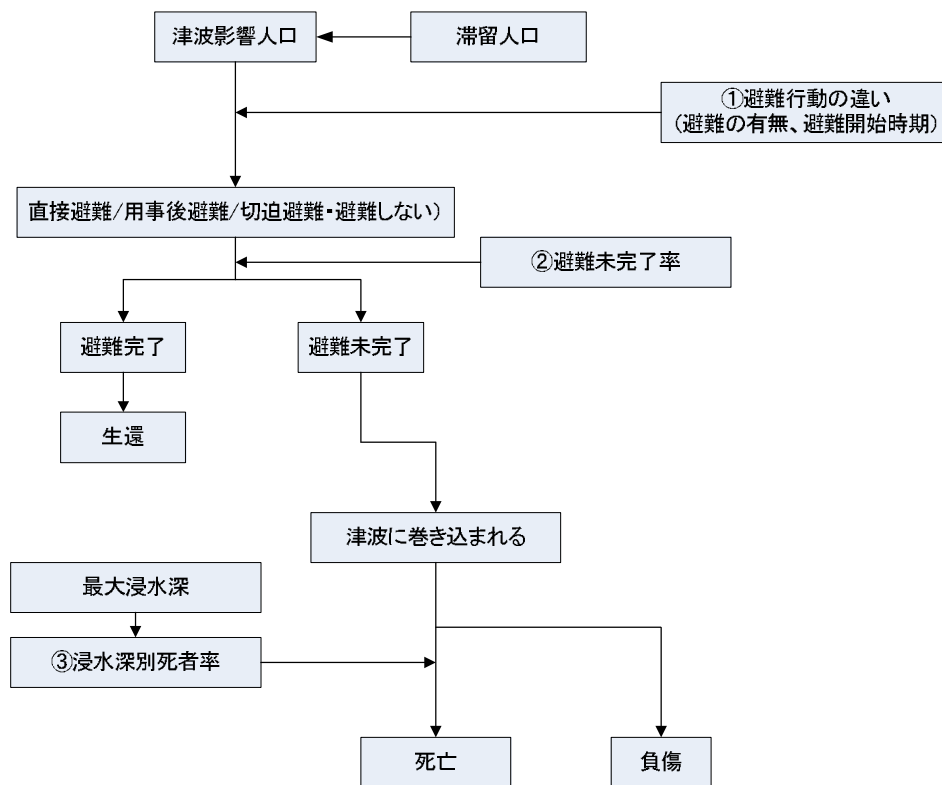 津波影響人口
滞留人口
①避難行動の違い
（避難の有無、避難開始時期）
直接避難/用事後避難/切迫避難・避難しない）
②避難未完了率
避難完了
避難未完了
生還
津波に巻き込まれる
最大浸水深
③浸水深別死者率
死亡
負傷